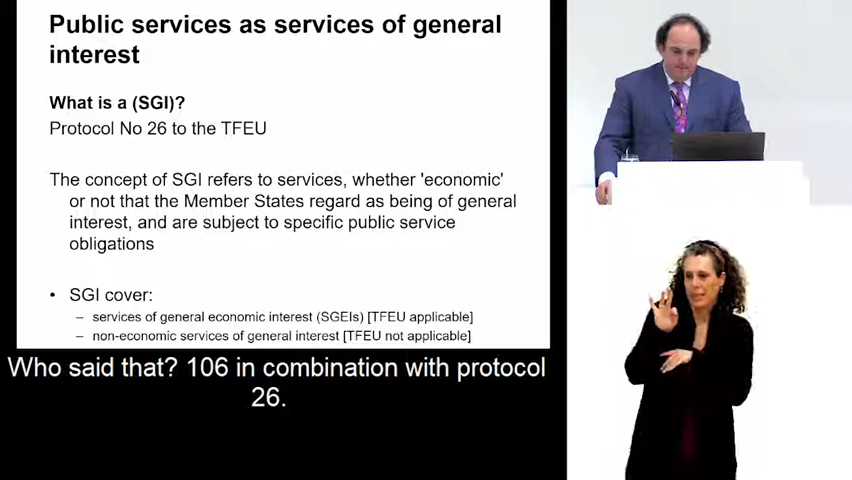 Public services as services of general
interest
What is a (SGI)?
Protocol No 26 to the TFEU
The concept of SGI refers to services, whether 'economic'
or not that the Member States regard as being of general
interest, and are subject to specific public service
obligations
• SGI cover:
– services of general economic interest (SGEIs) [TFEU applicable]
– non-economic services of general interest [TFEU not applicable]
Who said that? 106 in combination with protocol
26.